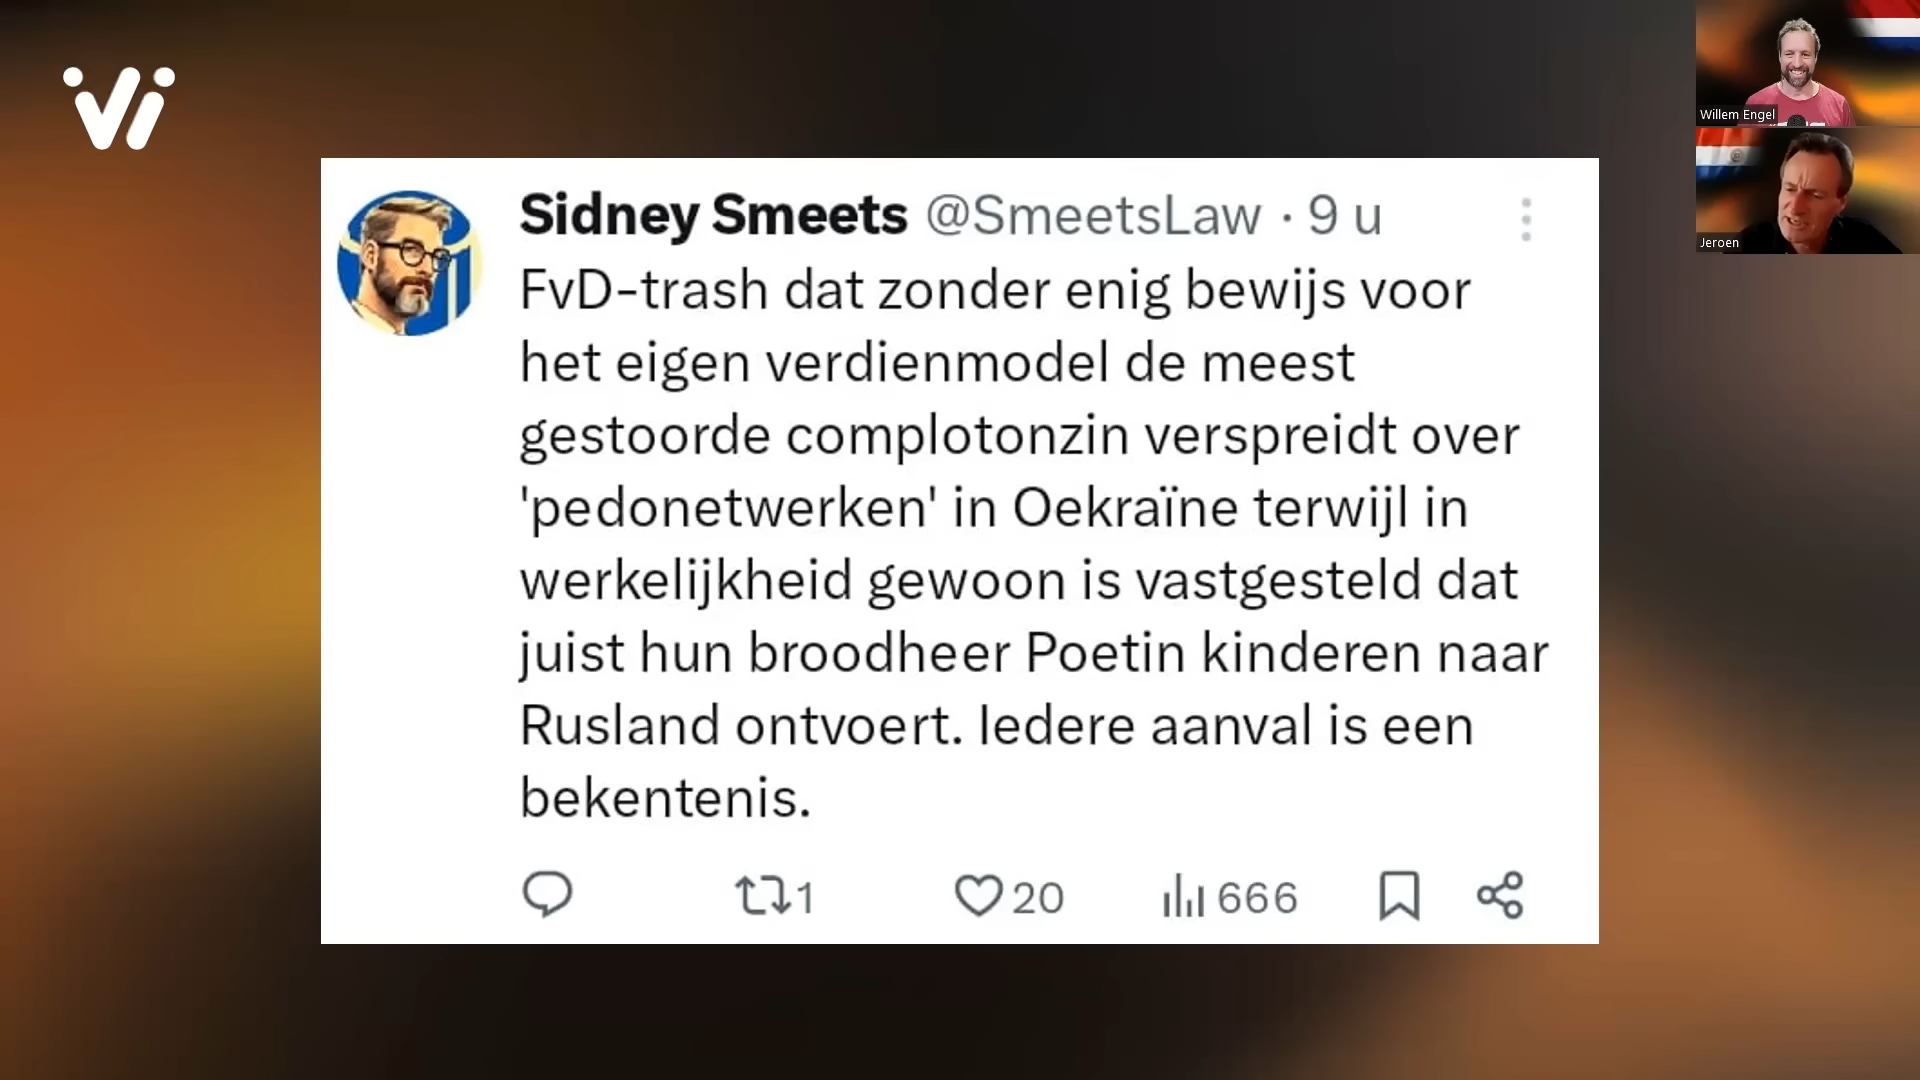 Vi
Willem Engel
Jeroen
Sidney Smeets @SmeetsLaw · 9 u
FvD-trash dat zonder enig bewijs voor
het eigen verdienmodel de meest
gestoorde complotonzin verspreidt over
'pedonetwerken' in Oekraïne terwijl in
werkelijkheid gewoon is vastgesteld dat
juist hun broodheer Poetin kinderen naar
Rusland ontvoert. Iedere aanval is een
bekentenis.
1 20 666